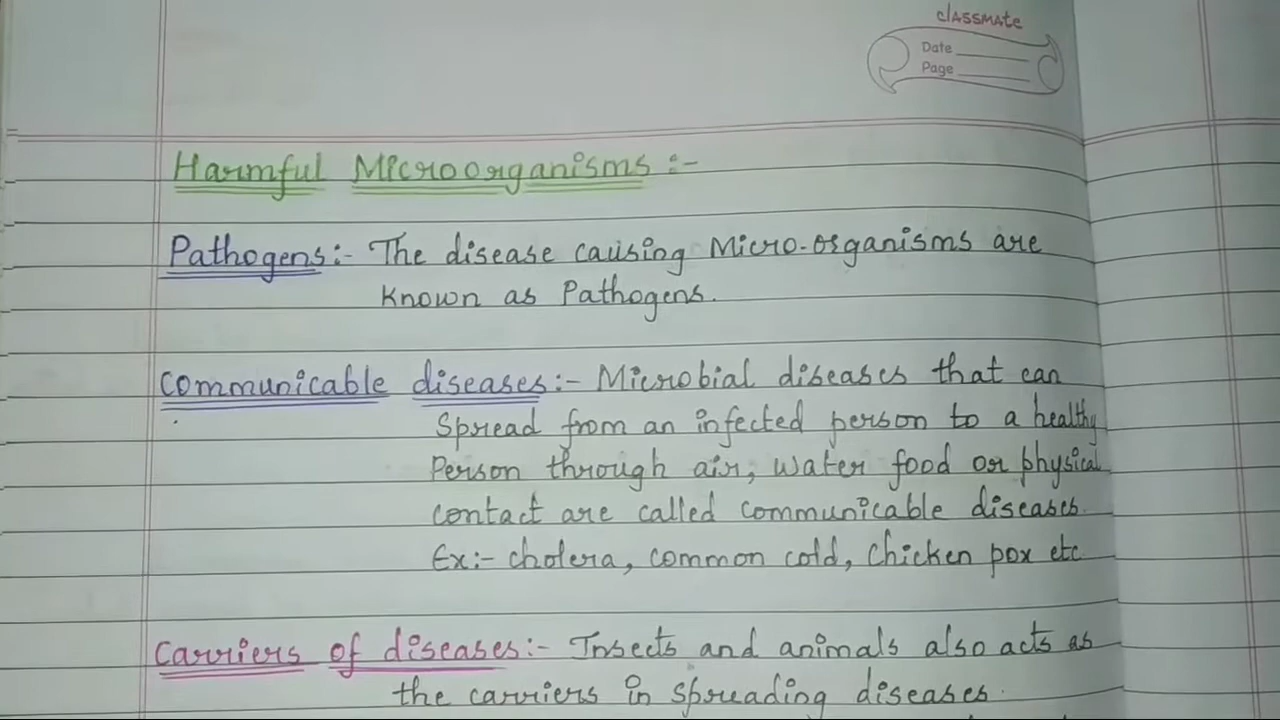 classmate
Date
Page
Harmful Microorganisms :-
Pathogens:- The disease causing Micro-organisms are
Known as Pathogens.
Communicable diseases:- Microbial diseases that can
Spread from an infected person to a healthy
Person through air, water food or physical
contact are called communicable diseases.
Ex:- cholera, common cold, chicken pox etc
Carriers of diseases:- Insects and animals also acts as
the carriers in spreading diseases.